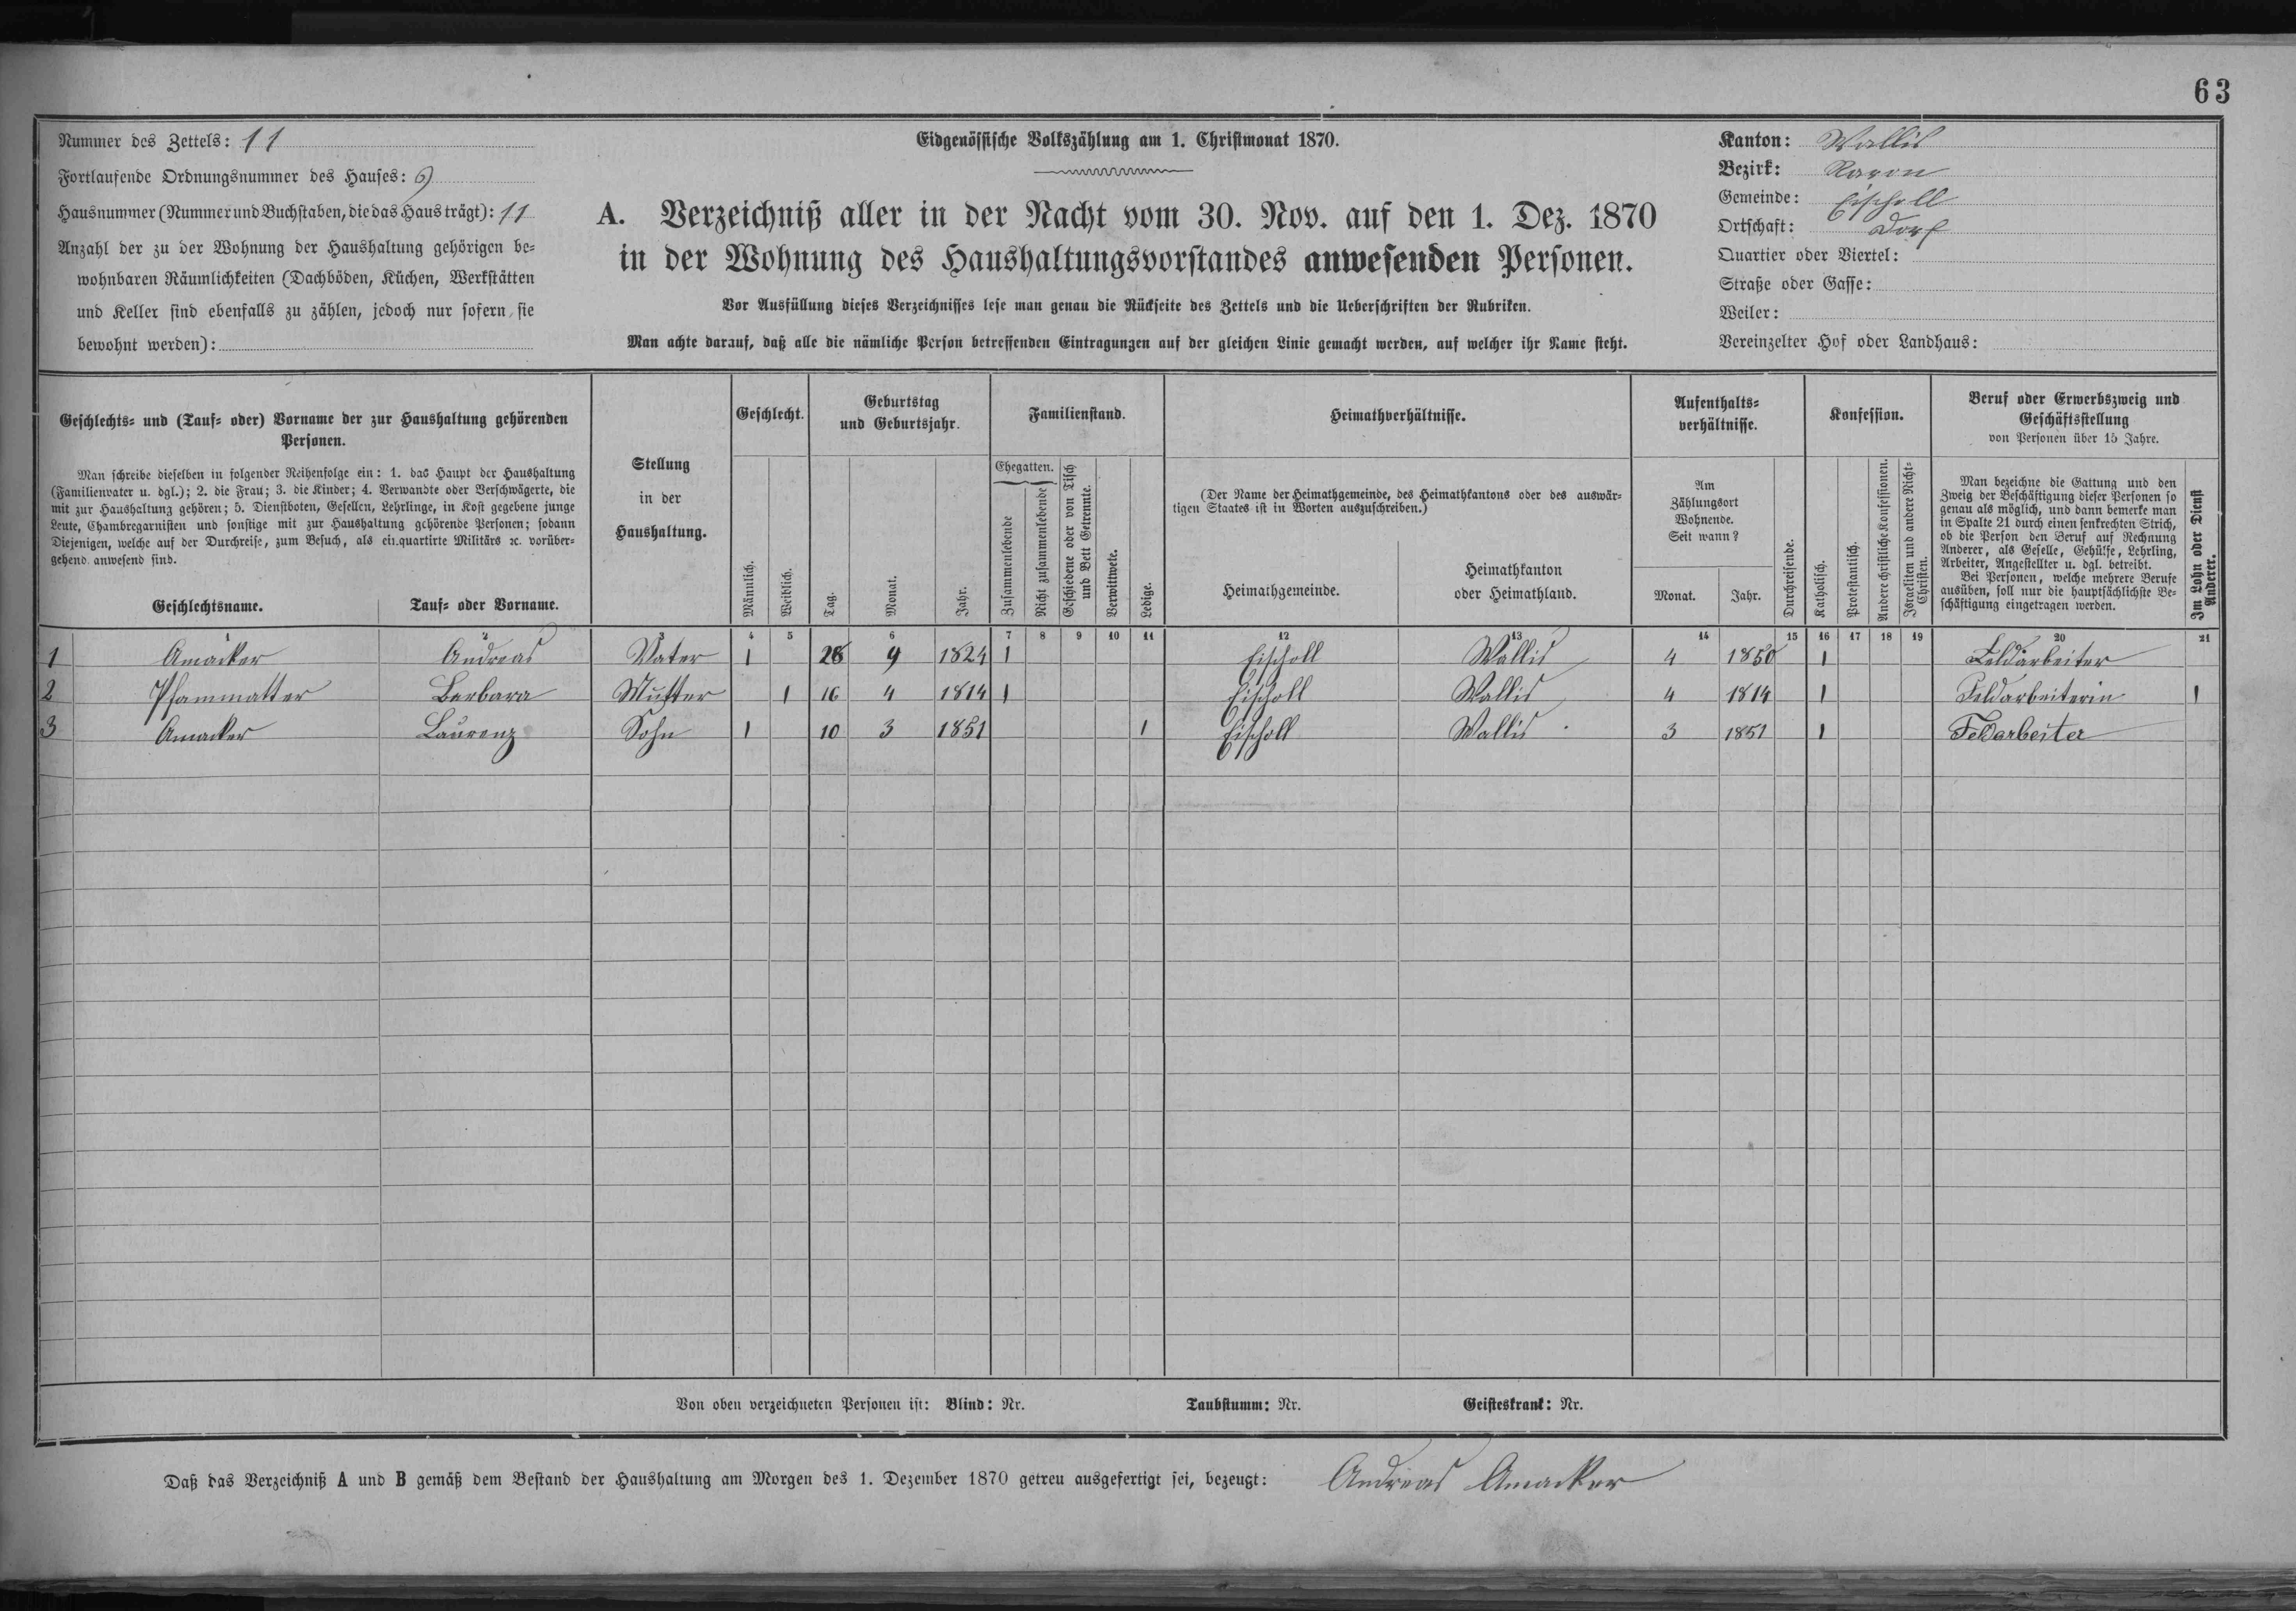 63
Nummer des Zettels: 11
Fortlaufende Ordnungsnummer des Hauses: 9
Hausnummer (Nummer und Buchstaben, die das Haus trägt): 11
Anzahl der zu der Wohnung der Haushaltung gehörigen be=
wohnbaren Räumlichkeiten (Dachböden, Küchen, Werkstätten
und Keller sind ebenfalls zu zählen, jedoch nur sofern sie
bewohnt werden):
Eidgenössische Volkszählung am 1. Christmonat 1870.
A. Verzeichniß aller in der Nacht vom 30. Nov. auf den 1. Dez. 1870
in der Wohnung des Haushaltungsvorstandes anwesenden Personen.
Vor Ausfüllung dieses Verzeichnisses lese man genau die Rückseite des Zettels und die Ueberschriften der Rubriken.
Man achte darauf, daß alle die nämliche Person betreffenden Eintragungen auf der gleichen Linie gemacht werden, auf welcher ihr Name steht.
Kanton: Wallis
Bezirk: Raron
Gemeinde: Eischoll
Ortschaft: Dorf
Quartier oder Viertel:
Straße oder Gasse:
Weiler:
Vereinzelter Hof oder Landhaus:
Geschlechts= und (Tauf= oder) Vorname der zur Haushaltung gehörenden
Personen.
Man schreibe dieselben in folgender Reihenfolge ein: 1. das Haupt der Haushaltung
(Familienvater u. dgl.); 2. die Frau; 3. die Kinder; 4. Verwandte oder Verschwägerte, die
mit zur Haushaltung gehören; 5. Dienstboten, Gesellen, Lehrlinge, in Kost gegebene junge
Leute, Chambregarnisten und sonstige mit zur Haushaltung gehörende Personen; sodann
Diejenigen, welche auf der Durchreise, zum Besuch, als einquartirte Militärs ꝛc. vorüber=
gehend anwesend sind.
Geschlechtsname. Tauf= oder Vorname.
Stellung
in der
Haushaltung.
Geschlecht.
Männlich.
Weiblich.
Geburtstag
und Geburtsjahr.
Tag.
Monat.
Jahr.
Familienstand.
Ehegatten.
Zusammenlebende
Nicht zusammenlebende
Geschiedene oder von Tisch
und Bett Getrennte.
Verwittwete.
Ledige.
Heimathverhältnisse.
(Der Name der Heimathgemeinde, des Heimathkantons oder des auswär=
tigen Staates ist in Worten auszuschreiben.)
Heimathgemeinde.
Heimathkanton
oder Heimathland.
Aufenthalts=
verhältnisse.
Am
Zählungsort
Wohnende.
Seit wann?
Monat. Jahr.
Durchreisende.
Konfession.
Katholisch.
Protestantisch.
Andere christliche Konfessionen.
Israeliten und andere Nicht=
Christen.
Beruf oder Erwerbszweig und
Geschäftsstellung
von Personen über 15 Jahre.
Man bezeichne die Gattung und den
Zweig der Beschäftigung dieser Personen so
genau als möglich, und dann bemerke man
in Spalte 21 durch einen senkrechten Strich,
ob die Person den Beruf auf Rechnung
Anderer, als Geselle, Gehülfe, Lehrling,
Arbeiter, Angestellter u. dgl. betreibt.
Bei Personen, welche mehrere Berufe
ausüben, soll nur die hauptsächlichste Be=
schäftigung eingetragen werden.
Im Lohn oder Dienst
Anderer.
1 2 3 4 5 6 7 8 9 10 11 12 13 14 15 16 17 18 19 20 21
1 Amacker Andreas Vater 1 28 9 1824 1 Eischoll Wallis 4 1850 1 Feldarbeiter
2 Pfammatter Barbara Mutter 1 16 4 1814 1 Eischoll Wallis 4 1814 1 Feldarbeiterin 1
3 Amacker Laurenz Sohn 1 10 3 1851 1 Eischoll Wallis 3 1851 1 Feldarbeiter
Von oben verzeichneten Personen ist: Blind: Nr. Taubstumm: Nr. Geisteskrank: Nr.
Daß das Verzeichniß A und B gemäß dem Bestand der Haushaltung am Morgen des 1. Dezember 1870 getreu ausgefertigt sei, bezeugt: Andreas Amacker